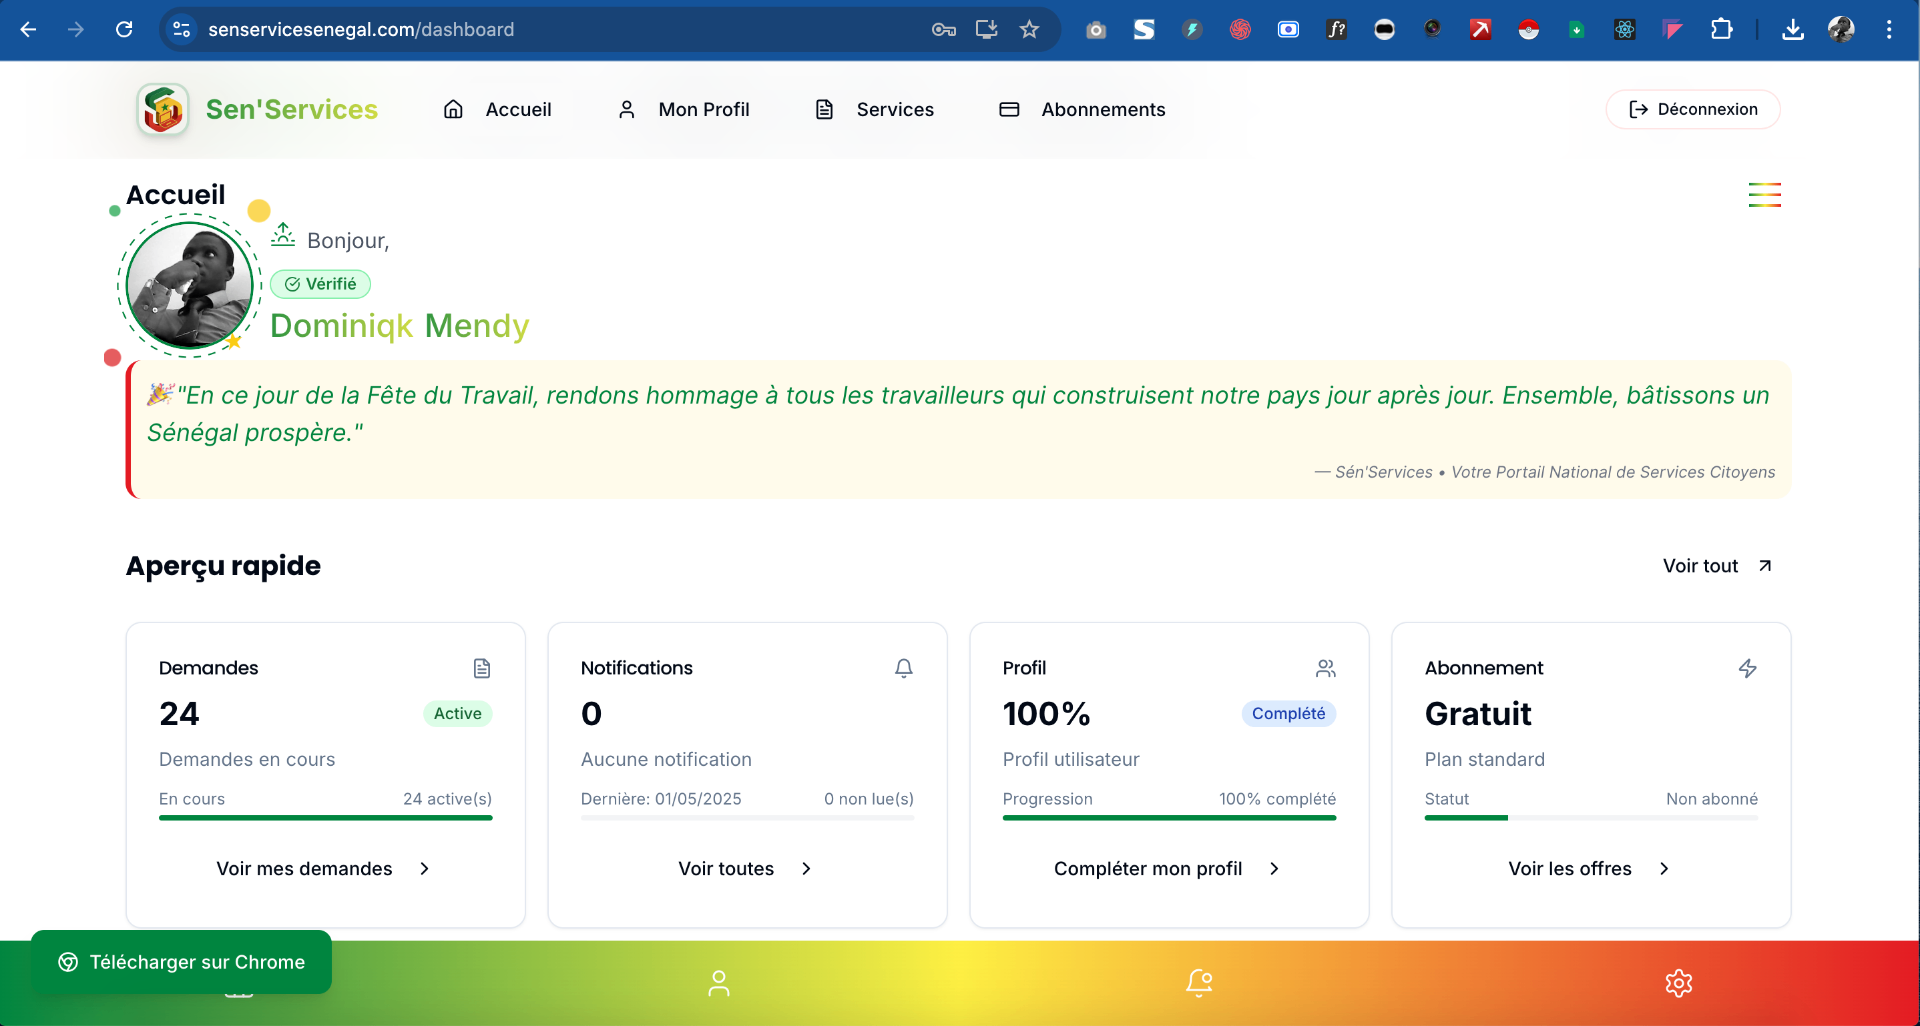 senservicesenegal.com/dashboard
Sen'Services
Accueil
Mon Profil
Services
Abonnements
Déconnexion
Accueil
Bonjour,
Vérifié
Dominiqk Mendy
🎉"En ce jour de la Fête du Travail, rendons hommage à tous les travailleurs qui construisent notre pays jour après jour. Ensemble, bâtissons un
Sénégal prospère."
— Sén'Services • Votre Portail National de Services Citoyens
Aperçu rapide
Voir tout
Demandes
24
Active
Demandes en cours
En cours
24 active(s)
Voir mes demandes
Notifications
0
Aucune notification
Dernière: 01/05/2025
0 non lue(s)
Voir toutes
Profil
100%
Complété
Profil utilisateur
Progression
100% complété
Compléter mon profil
Abonnement
Gratuit
Plan standard
Statut
Non abonné
Voir les offres
Télécharger sur Chrome